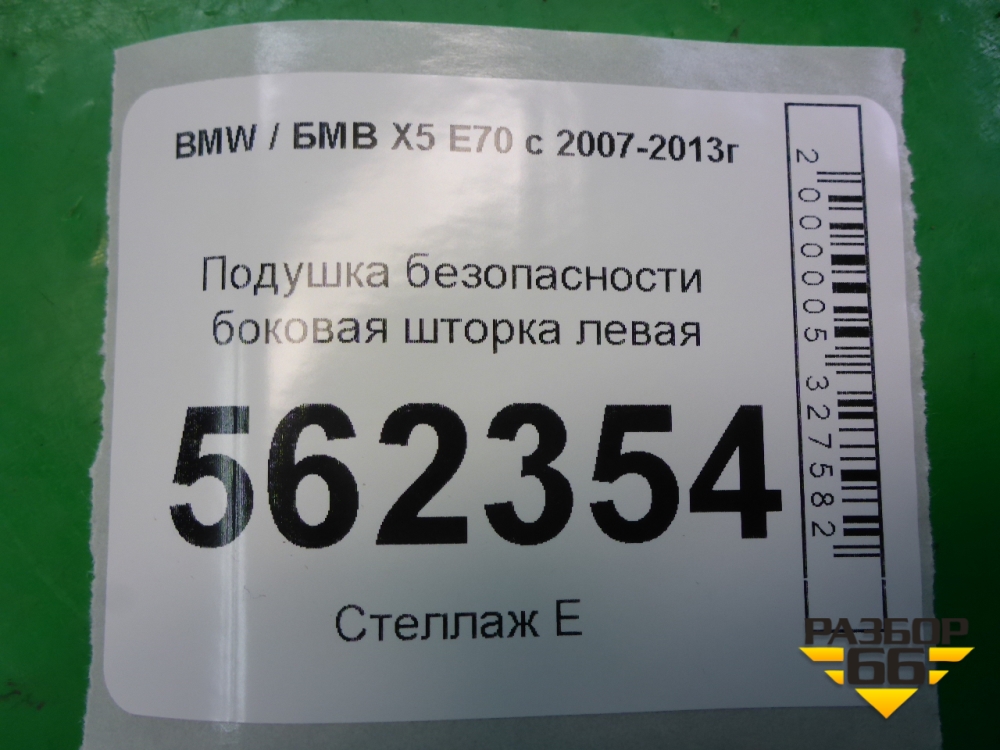 BMW / БМВ X5 E70 с 2007-2013г
Подушка безопасности
боковая шторка левая
562354
Стеллаж Е
2000005327582
РАЗБОР
66